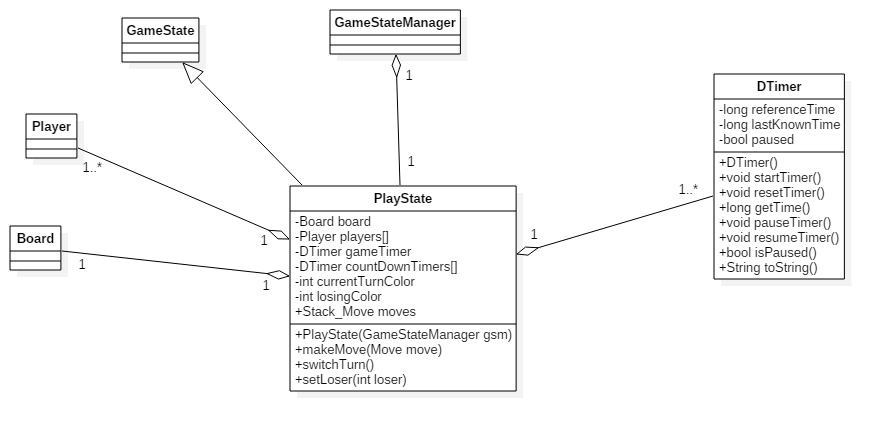 GameState
GameStateManager
1
1
Player
1..*
1
Board
1
1
PlayState
-Board board
-Player players[]
-DTimer gameTimer
-DTimer countDownTimers[]
-int currentTurnColor
-int losingColor
+Stack_Move moves
+PlayState(GameStateManager gsm)
+makeMove(Move move)
+switchTurn()
+setLoser(int loser)
1
1..*
DTimer
-long referenceTime
-long lastKnownTime
-bool paused
+DTimer()
+void startTimer()
+void resetTimer()
+long getTime()
+void pauseTimer()
+void resumeTimer()
+bool isPaused()
+String toString()